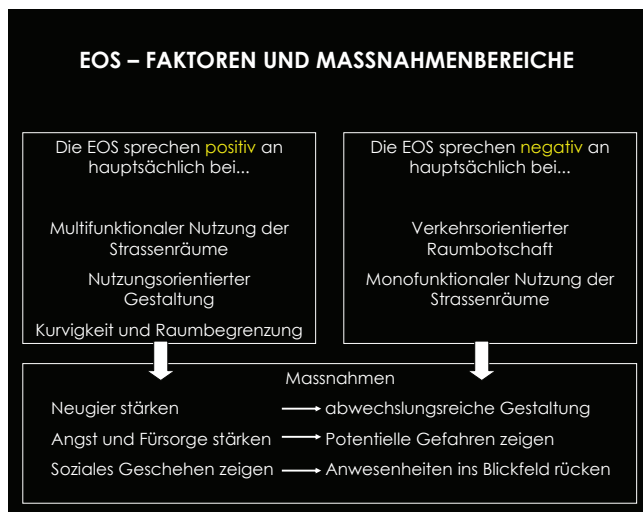 EOS – FAKTOREN UND MASSNAHMENBEREICHE
Die EOS sprechen positiv an
hauptsächlich bei...
Multifunktionaler Nutzung der
Strassenräume
Nutzungsorientierter
Gestaltung
Kurvigkeit und Raumbegrenzung
Die EOS sprechen negativ an
hauptsächlich bei...
Verkehrsorientierter
Raumbotschaft
Monofunktionaler Nutzung der
Strassenräume
Massnahmen
Neugier stärken abwechslungsreiche Gestaltung
Angst und Fürsorge stärken Potentielle Gefahren zeigen
Soziales Geschehen zeigen Anwesenheiten ins Blickfeld rücken